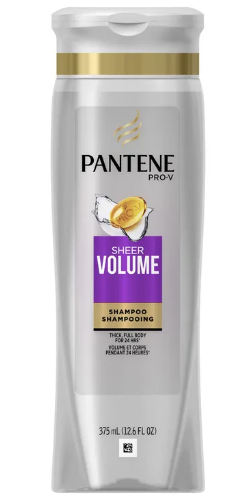 PANTENE
PRO-V
SHEER
VOLUME
SHAMPOO
SHAMPOOING
THICK, FULL BODY
FOR 24 HRS*
VOLUME ET CORPS
PENDANT 24 HEURES*
375 mL (12.6 FL OZ)